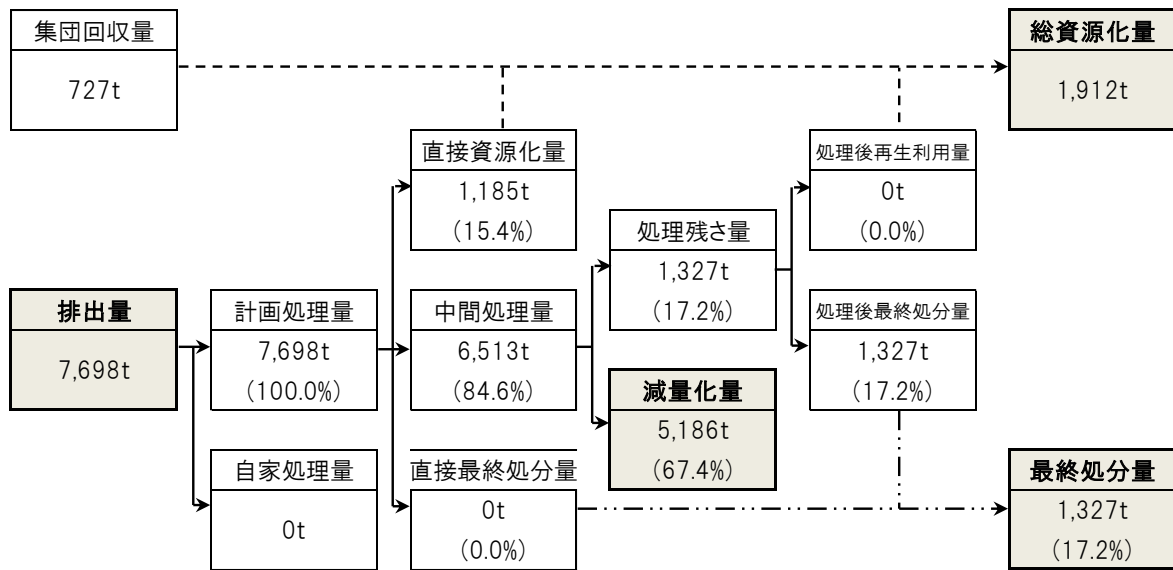 集団回収量
727t
総資源化量
1,912t
直接資源化量
1,185t
(15.4%)
処理後再生利用量
0t
(0.0%)
処理残さ量
1,327t
(17.2%)
排出量
7,698t
計画処理量
7,698t
(100.0%)
中間処理量
6,513t
(84.6%)
処理後最終処分量
1,327t
(17.2%)
減量化量
5,186t
(67.4%)
自家処理量
0t
直接最終処分量
0t
(0.0%)
最終処分量
1,327t
(17.2%)